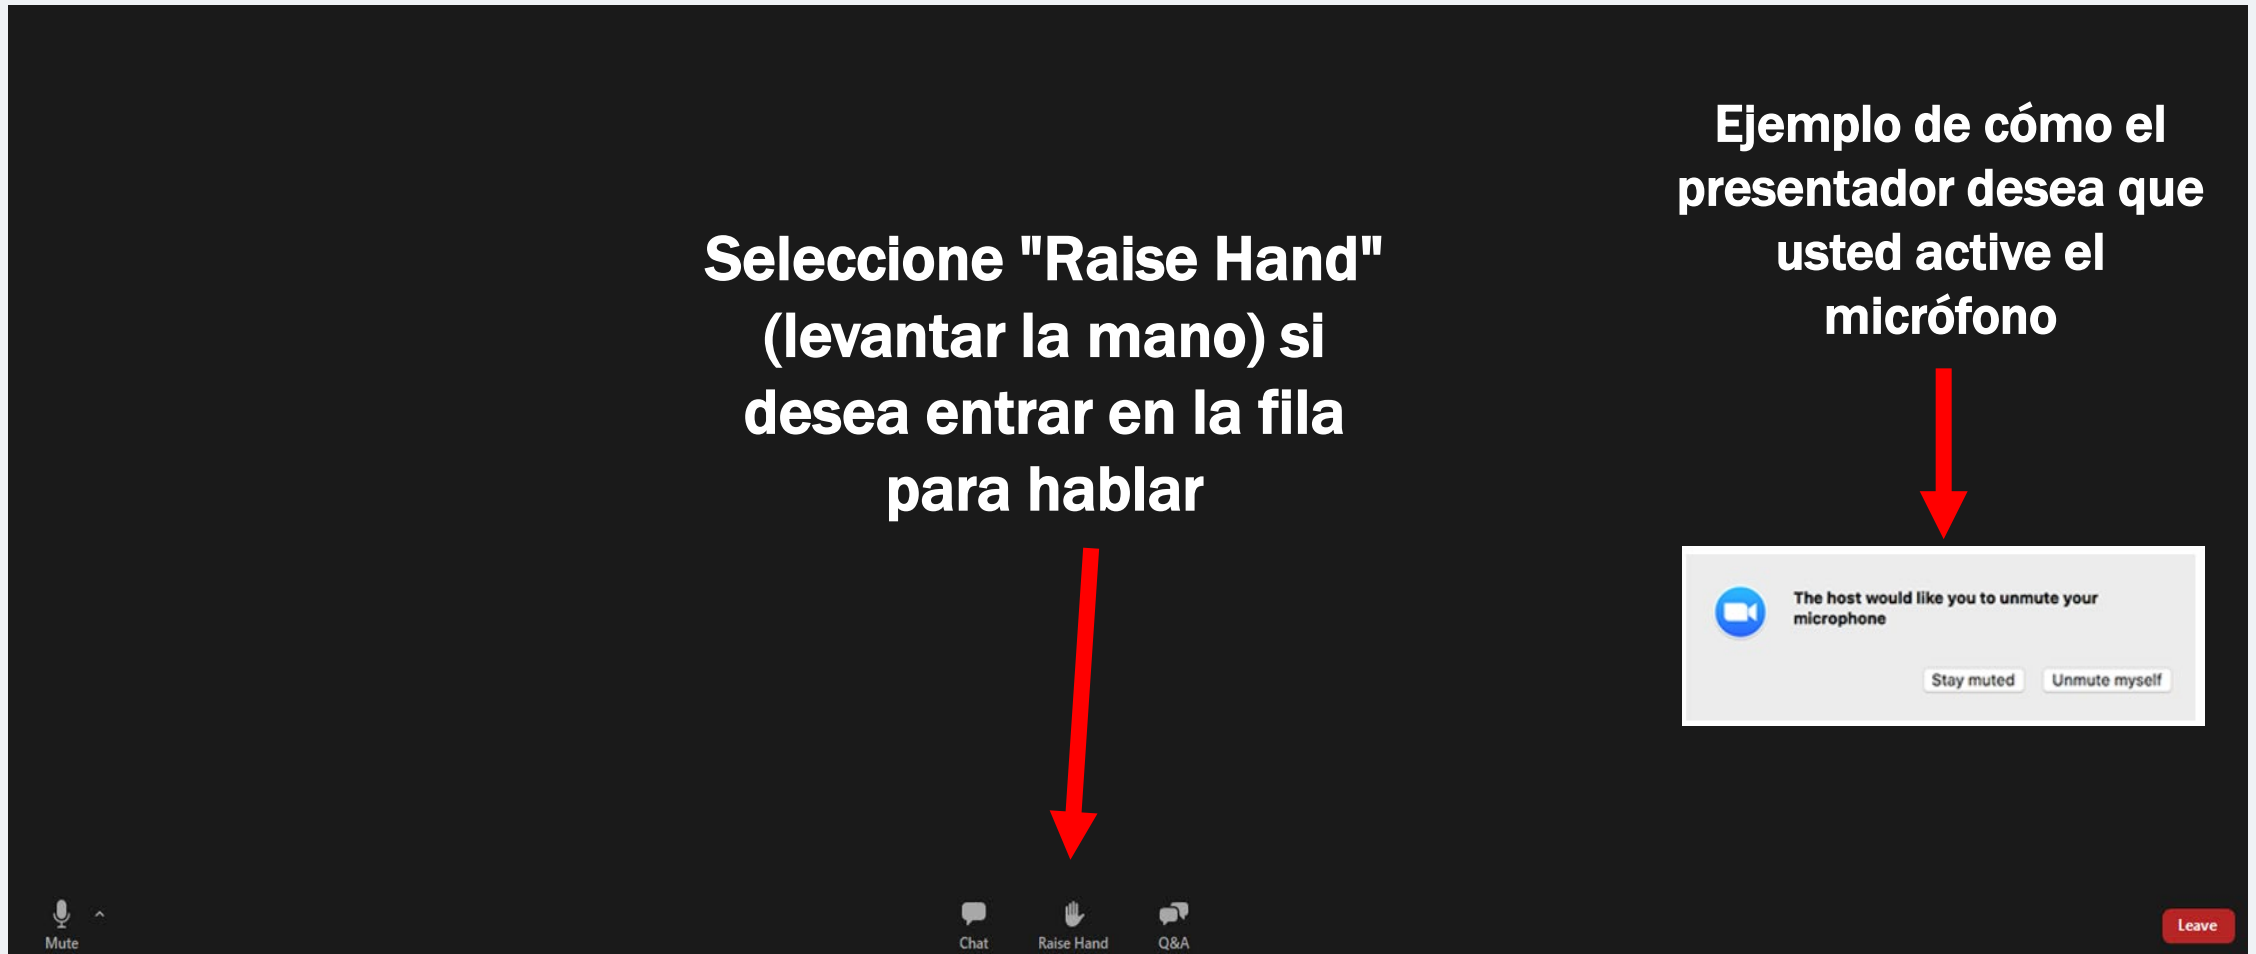 Ejemplo de cómo el
presentador desea que
usted active el
micrófono
Seleccione "Raise Hand"
(levantar la mano) si
desea entrar en la fila
para hablar
The host would like you to unmute your
microphone
Stay muted
Unmute myself
Mute
Chat
Raise Hand
Q&A
Leave